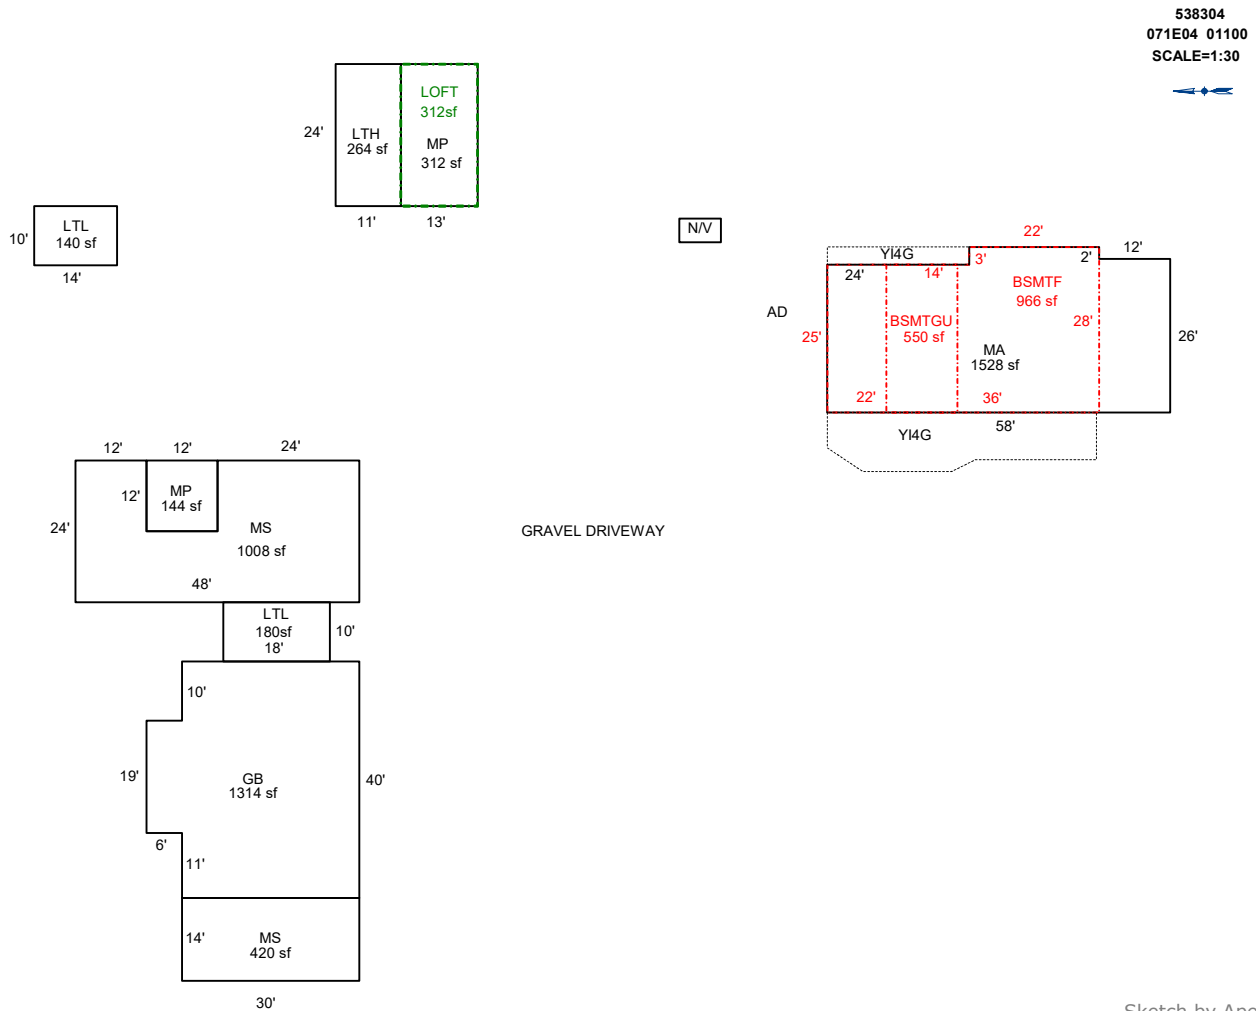 538304
071E04 01100
SCALE=1:30
LOFT
312sf
24'
LTH
264 sf
MP
312 sf
11'
13'
LTL
140 sf
10'
14'
N/V
22'
12'
YI4G
3'
2'
24'
14'
BSMTF
966 sf
AD
25'
BSMTGU
550 sf
28'
26'
MA
1528 sf
22'
36'
58'
YI4G
12'
12'
24'
12'
MP
144 sf
24'
MS
1008 sf
GRAVEL DRIVEWAY
48'
LTL
180sf
18'
10'
10'
19'
GB
1314 sf
40'
6'
11'
14'
MS
420 sf
30'
Sketch by